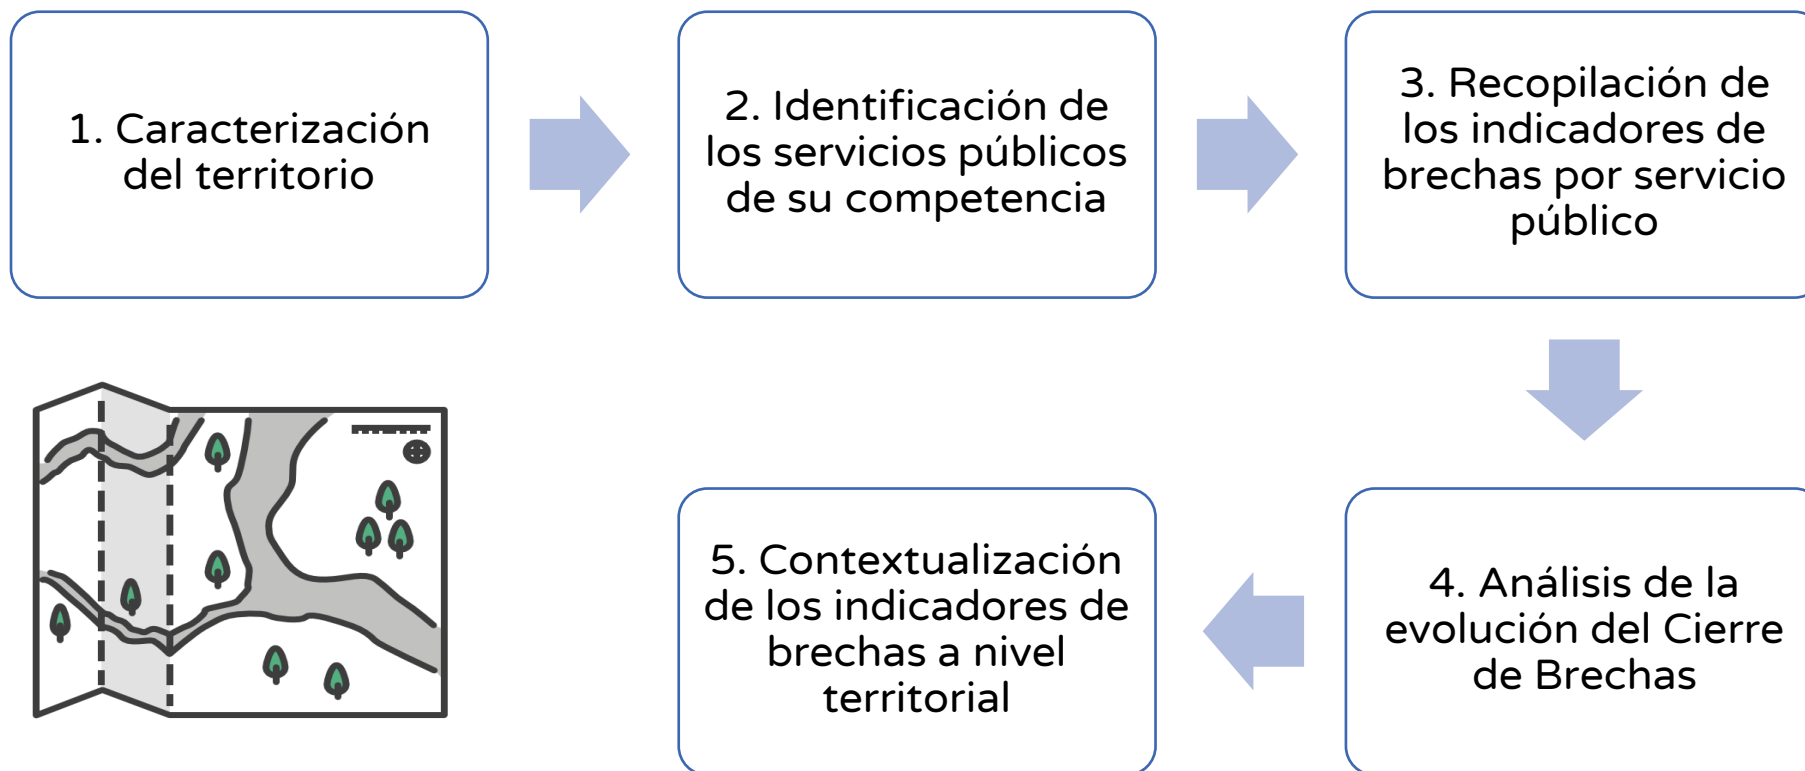 1. Caracterización
del territorio
2. Identificación de
los servicios públicos
de su competencia
3. Recopilación de
los indicadores de
brechas por servicio
público
4. Análisis de la
evolución del Cierre
de Brechas
5. Contextualización
de los indicadores de
brechas a nivel
territorial